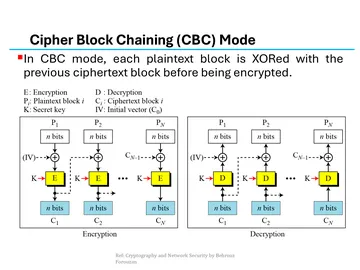 Cipher Block Chaining (CBC) Mode
In CBC mode, each plaintext block is XORed with the
previous ciphertext block before being encrypted.
E: Encryption D : Decryption
Pi: Plaintext block i Ci : Ciphertext block i
K: Secret key IV: Initial vector (C0)
P1 P2 PN P1 P2 PN
n bits n bits n bits n bits n bits n bits
(IV) CN−1 (IV) CN−1
K E K E ••• K E K D K D ••• K D
n bits n bits n bits n bits n bits n bits
C1 C2 CN C1 C2 CN
Encryption Decryption
Ref: Cryptography and Network Security by Behrouz
Forouzan